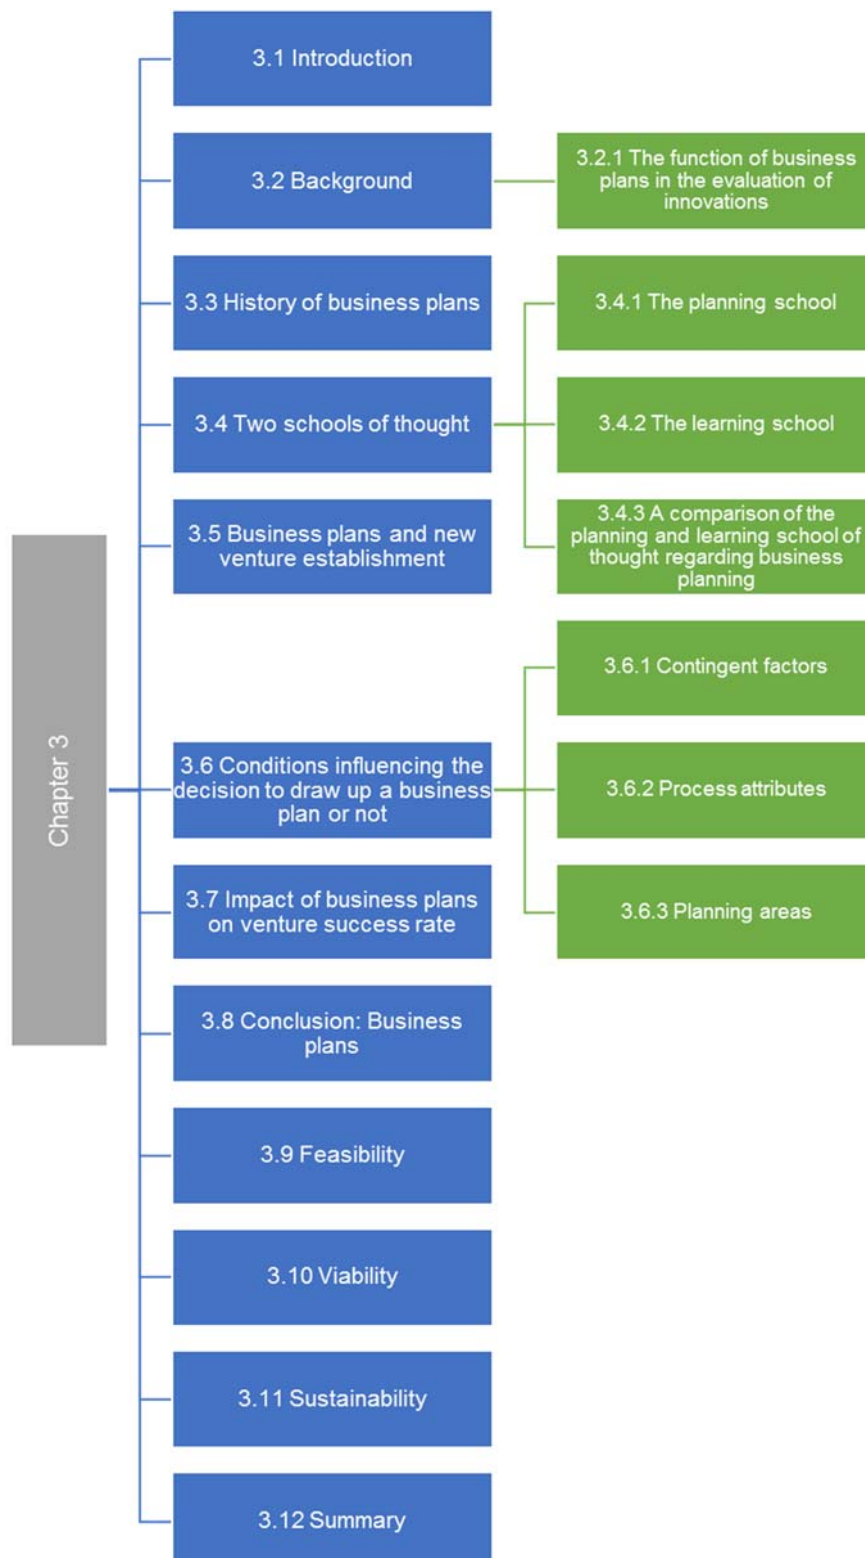 Chapter 3
3.1 Introduction
3.2 Background
3.2.1 The function of business
plans in the evaluation of
innovations
3.3 History of business plans
3.4 Two schools of thought
3.4.1 The planning school
3.4.2 The learning school
3.4.3 A comparison of the
planning and learning school of
thought regarding business
planning
3.5 Business plans and new
venture establishment
3.6 Conditions influencing the
decision to draw up a business
plan or not
3.6.1 Contingent factors
3.6.2 Process attributes
3.6.3 Planning areas
3.7 Impact of business plans
on venture success rate
3.8 Conclusion: Business
plans
3.9 Feasibility
3.10 Viability
3.11 Sustainability
3.12 Summary